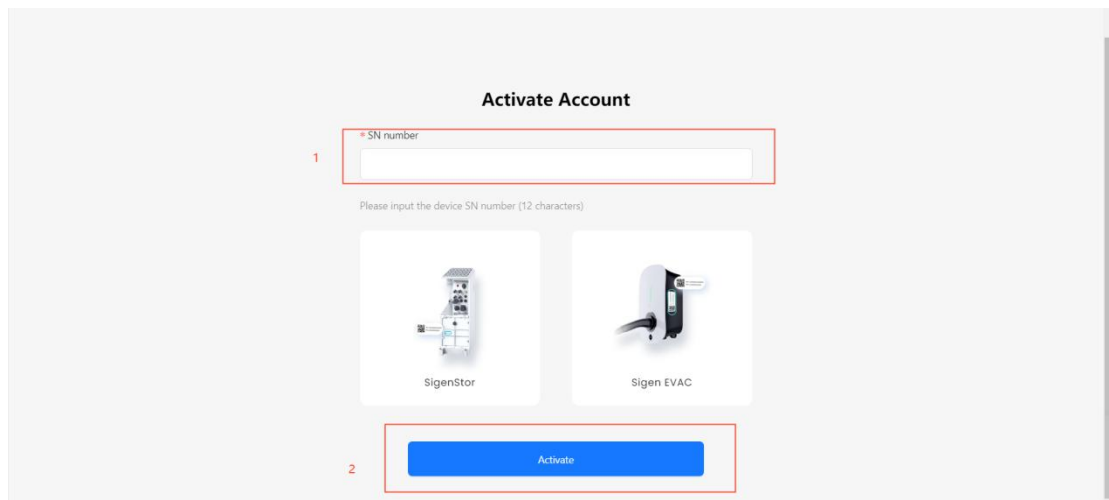 Activate Account
* SN number
1
Please input the device SN number (12 characters)
SigenStor
Sigen EVAC
Activate
2